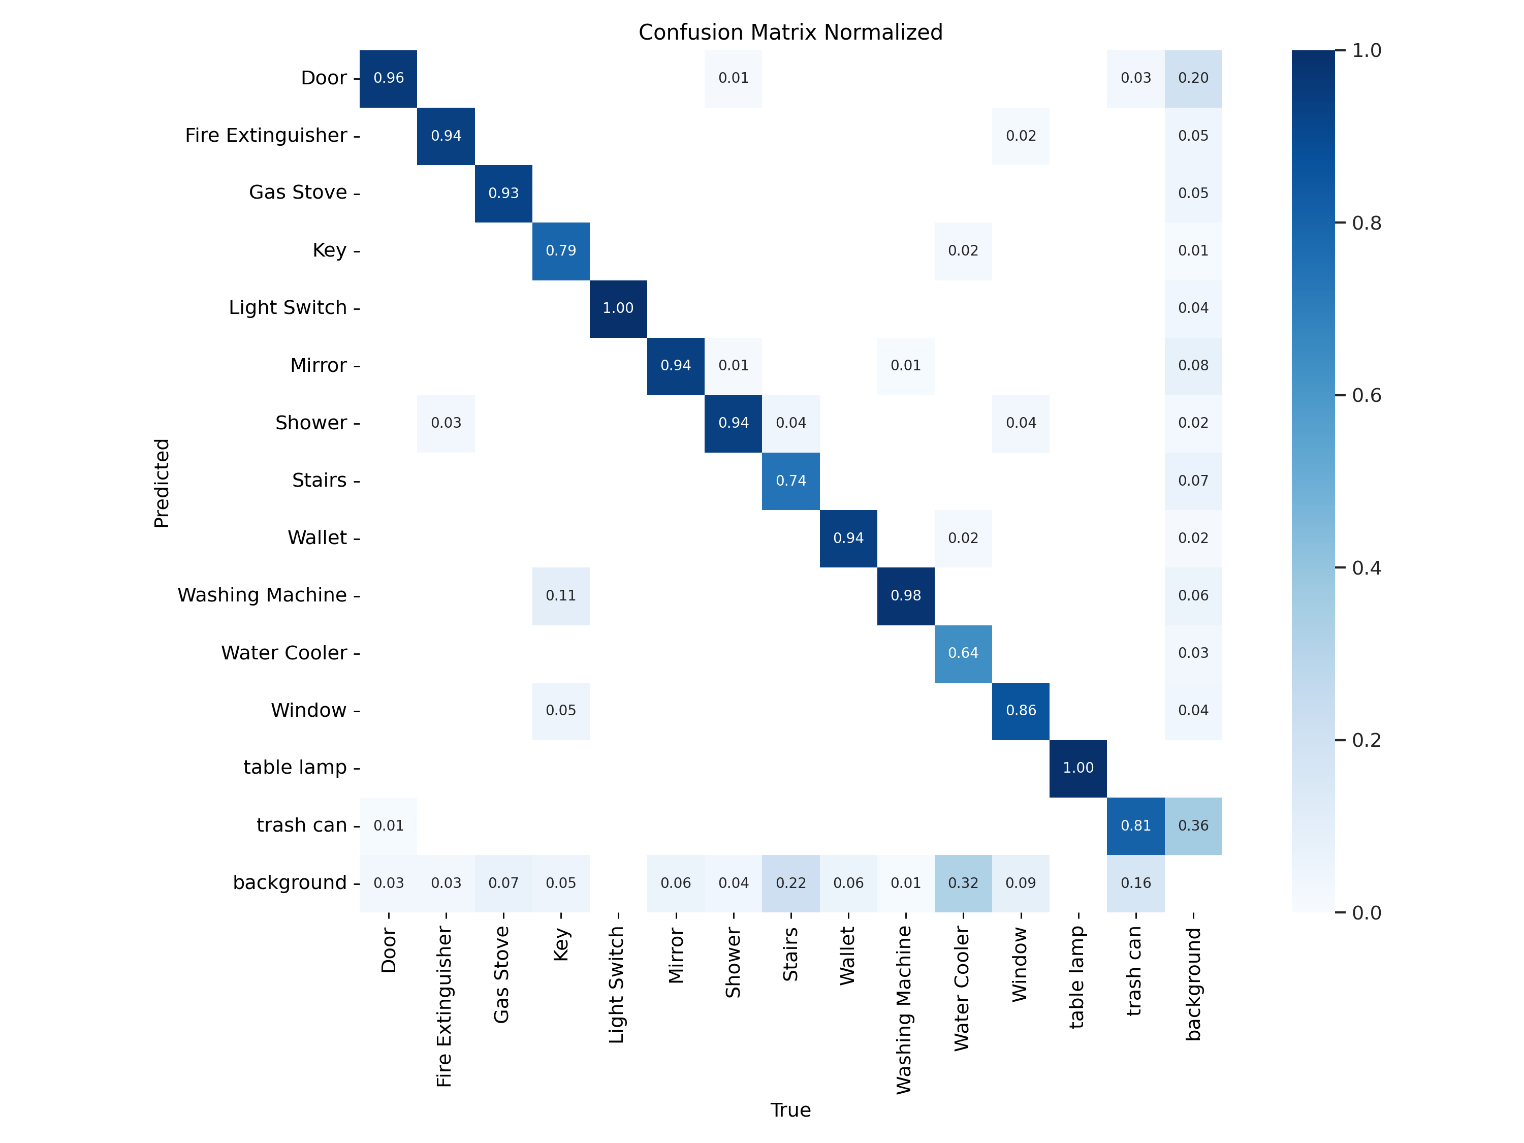 Confusion Matrix Normalized
Door 0.96 0.01 0.03 0.20
Fire Extinguisher 0.94 0.02 0.05
Gas Stove 0.93 0.05
Key 0.79 0.02 0.01
Light Switch 1.00 0.04
Mirror 0.94 0.01 0.01 0.08
Shower 0.03 0.94 0.04 0.04 0.02
Stairs 0.74 0.07
Wallet 0.94 0.02 0.02
Washing Machine 0.11 0.98 0.06
Water Cooler 0.64 0.03
Window 0.05 0.86 0.04
table lamp 1.00
trash can 0.01 0.81 0.36
background 0.03 0.03 0.07 0.05 0.06 0.04 0.22 0.06 0.01 0.32 0.09 0.16
Predicted
Door
Fire Extinguisher
Gas Stove
Key
Light Switch
Mirror
Shower
Stairs
Wallet
Washing Machine
Water Cooler
Window
table lamp
trash can
background
True
1.0
0.8
0.6
0.4
0.2
0.0